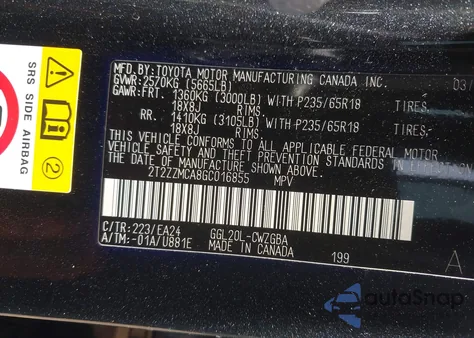 MFD.BY:TOYOTA MOTOR MANUFACTURING CANADA INC. 03/
GVWR: 2570KG (5665LB)
GAWR:FRT. 1360KG (3000LB) WITH P235/65R18 TIRES
18X8J RIMS.
RR. 1410KG (3105LB) WITH P235/65R18 TIRES
18X8J RIMS.
THIS VEHICLE CONFORMS TO ALL APPLICABLE FEDERAL MOTOR
VEHICLE SAFETY STANDARDS IN EFFECT ON THE DATE OF
MANUFACTURE SHOWN ABOVE.
2T2ZZMCA8GC016855 MPV
C/TR: 223/EA24 GGL20L-CWZGBA
A/TM: -01A/U881E MADE IN CANADA 199 A
SRS SIDE AIRBAG
2
autoSnap